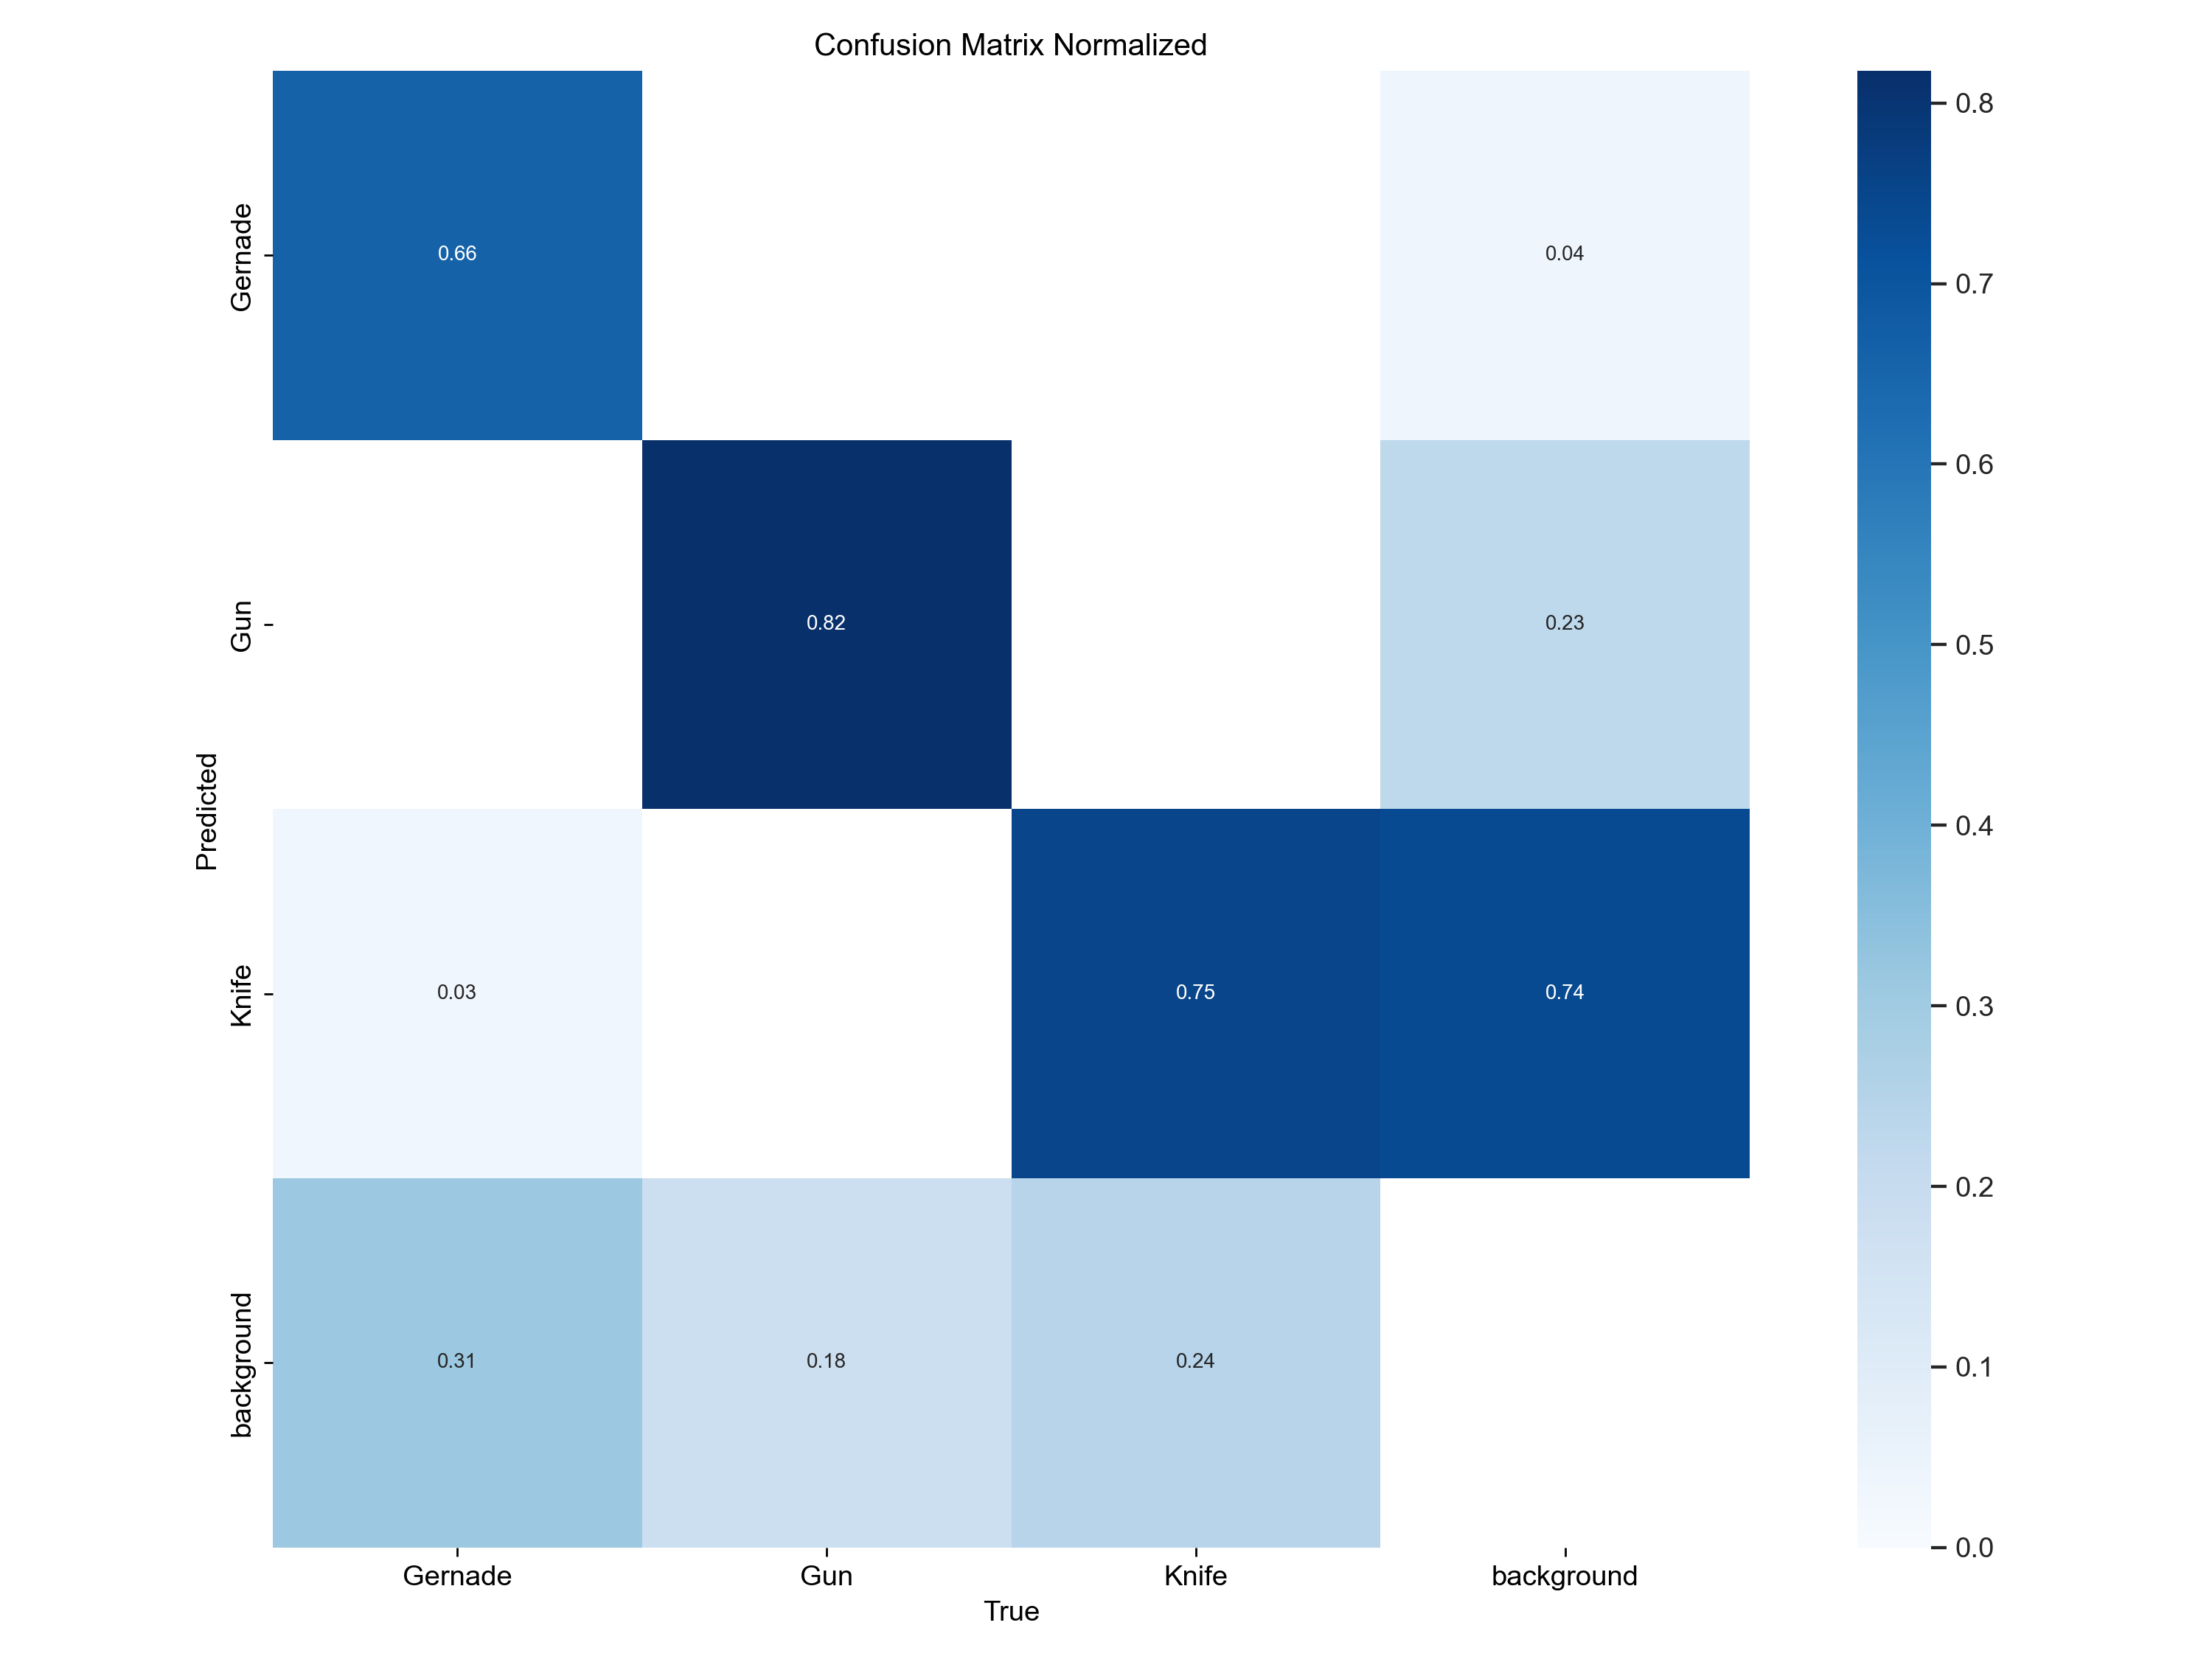 Confusion Matrix Normalized
Gernade
0.66
0.04
Gun
0.82
0.23
Knife
0.03
0.75
0.74
background
0.31
0.18
0.24
Predicted
Gernade
Gun
Knife
background
True
0.8
0.7
0.6
0.5
0.4
0.3
0.2
0.1
0.0